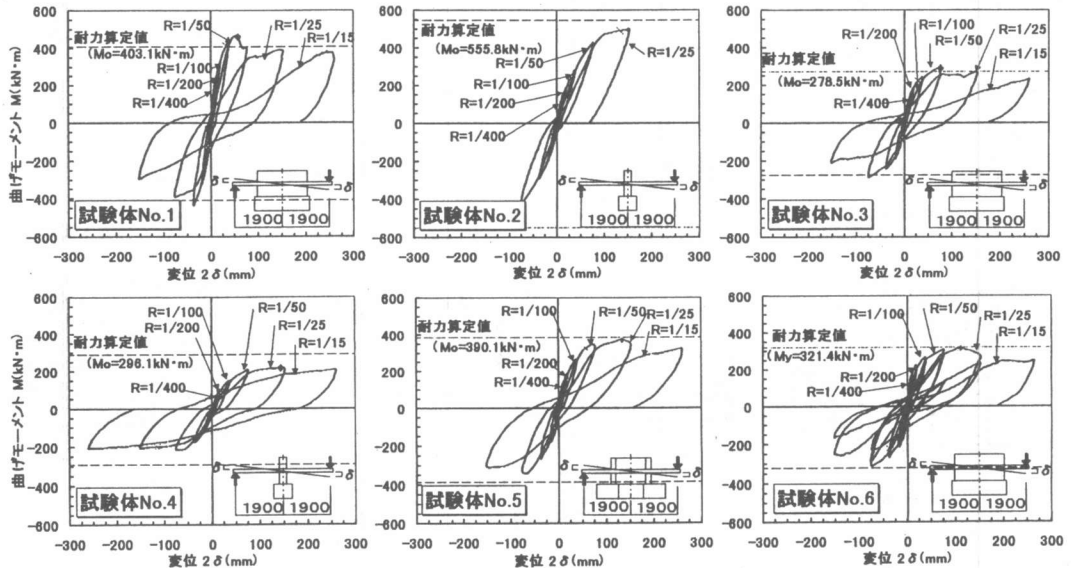 600
400
200
0
-200
-400
-600
曲げモーメント M(kN・m)
耐力算定値
(Mo=403.1kN・m)
R=1/50
R=1/25
R=1/15
R=1/100
R=1/200
R=1/400
δ
δ
1900 1900
試験体No.1
-300 -200 -100 0 100 200 300
変位 2δ(mm)
600
400
200
0
-200
-400
-600
耐力算定値
(Mo=555.8kN・m)
R=1/25
R=1/50
R=1/100
R=1/200
R=1/400
δ
δ
1900 1900
試験体No.2
-300 -200 -100 0 100 200 300
変位 2δ(mm)
600
400
200
0
-200
-400
-600
耐力算定値
(Mo=278.5kN・m)
R=1/100
R=1/200
R=1/50
R=1/25
R=1/15
R=1/400
δ
δ
1900 1900
試験体No.3
-300 -200 -100 0 100 200 300
変位 2δ(mm)
600
400
200
0
-200
-400
-600
曲げモーメント M(kN・m)
耐力算定値
(Mo=296.1kN・m)
R=1/50
R=1/100
R=1/200
R=1/25
R=1/15
R=1/400
δ
δ
1900 1900
試験体No.4
-300 -200 -100 0 100 200 300
変位 2δ(mm)
600
400
200
0
-200
-400
-600
耐力算定値
(Mo=390.1kN・m)
R=1/100
R=1/50
R=1/25
R=1/15
R=1/200
R=1/400
δ
δ
1900 1900
試験体No.5
-300 -200 -100 0 100 200 300
変位 2δ(mm)
600
400
200
0
-200
-400
-600
耐力算定値
(My=321.4kN・m)
R=1/50
R=1/100
R=1/25
R=1/15
R=1/200
R=1/400
δ
δ
1900 1900
試験体No.6
-300 -200 -100 0 100 200 300
変位 2δ(mm)